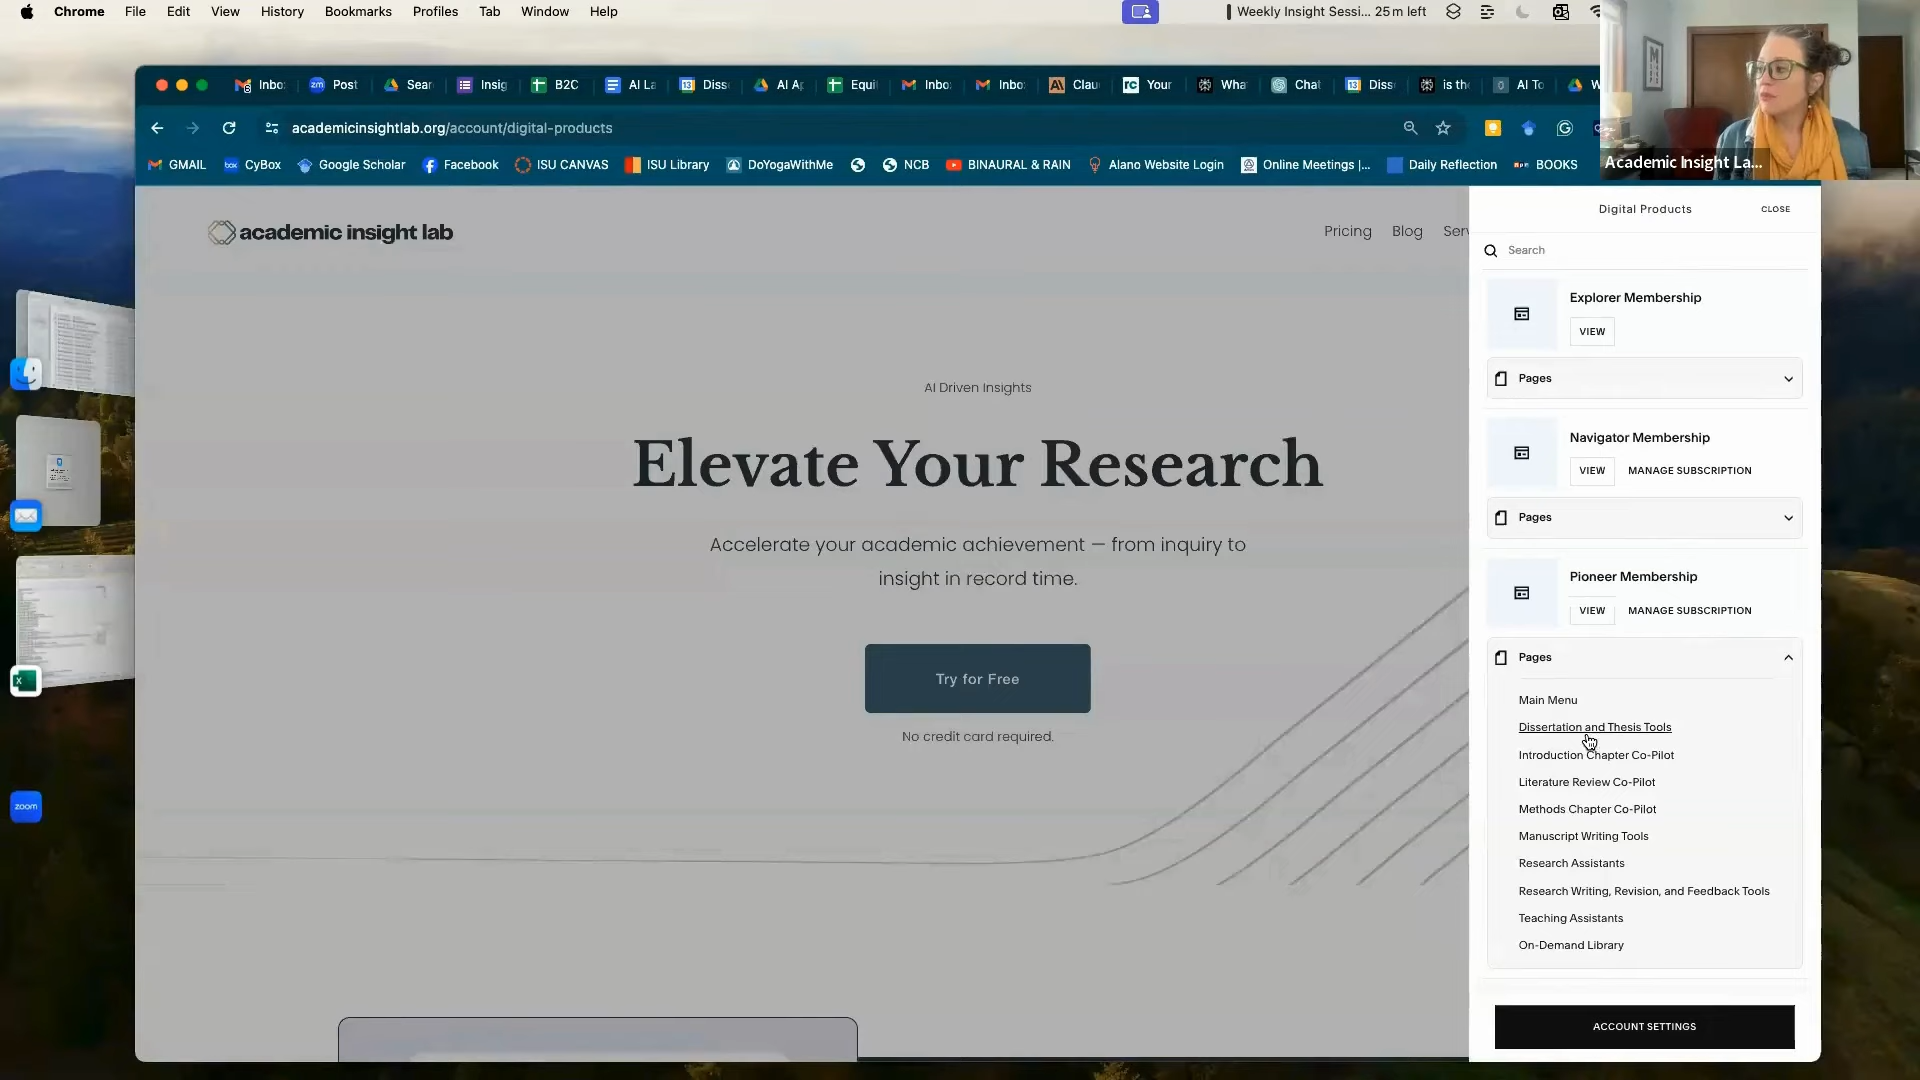 Chrome File Edit View History Bookmarks Profiles Tab Window Help
Weekly Insight Sessi... 25 m left
Inbo Post Sear Insig B2C AI La Diss AI Ap Equi Inbo Inbo Clau Your Wha Chat Diss is the AI To W
academicinsightlab.org/account/digital-products
GMAIL CyBox Google Scholar Facebook ISU CANVAS ISU Library DoYogaWithMe NCB BINAURAL & RAIN Alano Website Login Online Meetings |... Daily Reflection BOOKS
Academic Insight La...
academic insight lab
Pricing Blog Serv
AI Driven Insights
Elevate Your Research
Accelerate your academic achievement — from inquiry to
insight in record time.
Try for Free
No credit card required.
Digital Products CLOSE
Search
Explorer Membership
VIEW
Pages
Navigator Membership
VIEW MANAGE SUBSCRIPTION
Pages
Pioneer Membership
VIEW MANAGE SUBSCRIPTION
Pages
Main Menu
Dissertation and Thesis Tools
Introduction Chapter Co-Pilot
Literature Review Co-Pilot
Methods Chapter Co-Pilot
Manuscript Writing Tools
Research Assistants
Research Writing, Revision, and Feedback Tools
Teaching Assistants
On-Demand Library
ACCOUNT SETTINGS
zoom